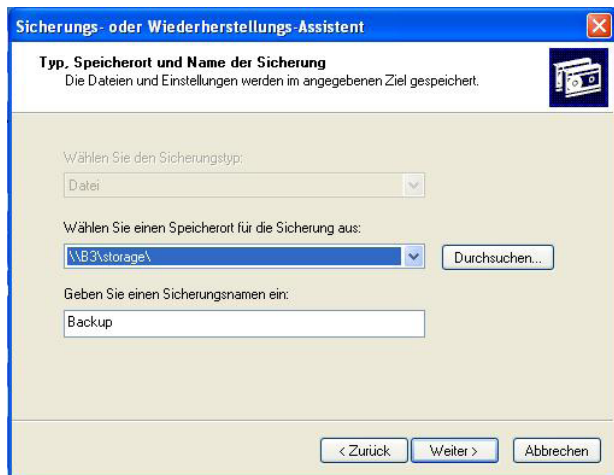 Sicherungs- oder Wiederherstellungs-Assistent
Typ, Speicherort und Name der Sicherung
Die Dateien und Einstellungen werden im angegebenen Ziel gespeichert.
Wählen Sie den Sicherungstyp:
Datei
Wählen Sie einen Speicherort für die Sicherung aus:
\\B3\storage\
Durchsuchen...
Geben Sie einen Sicherungsnamen ein:
Backup
< Zurück
Weiter >
Abbrechen